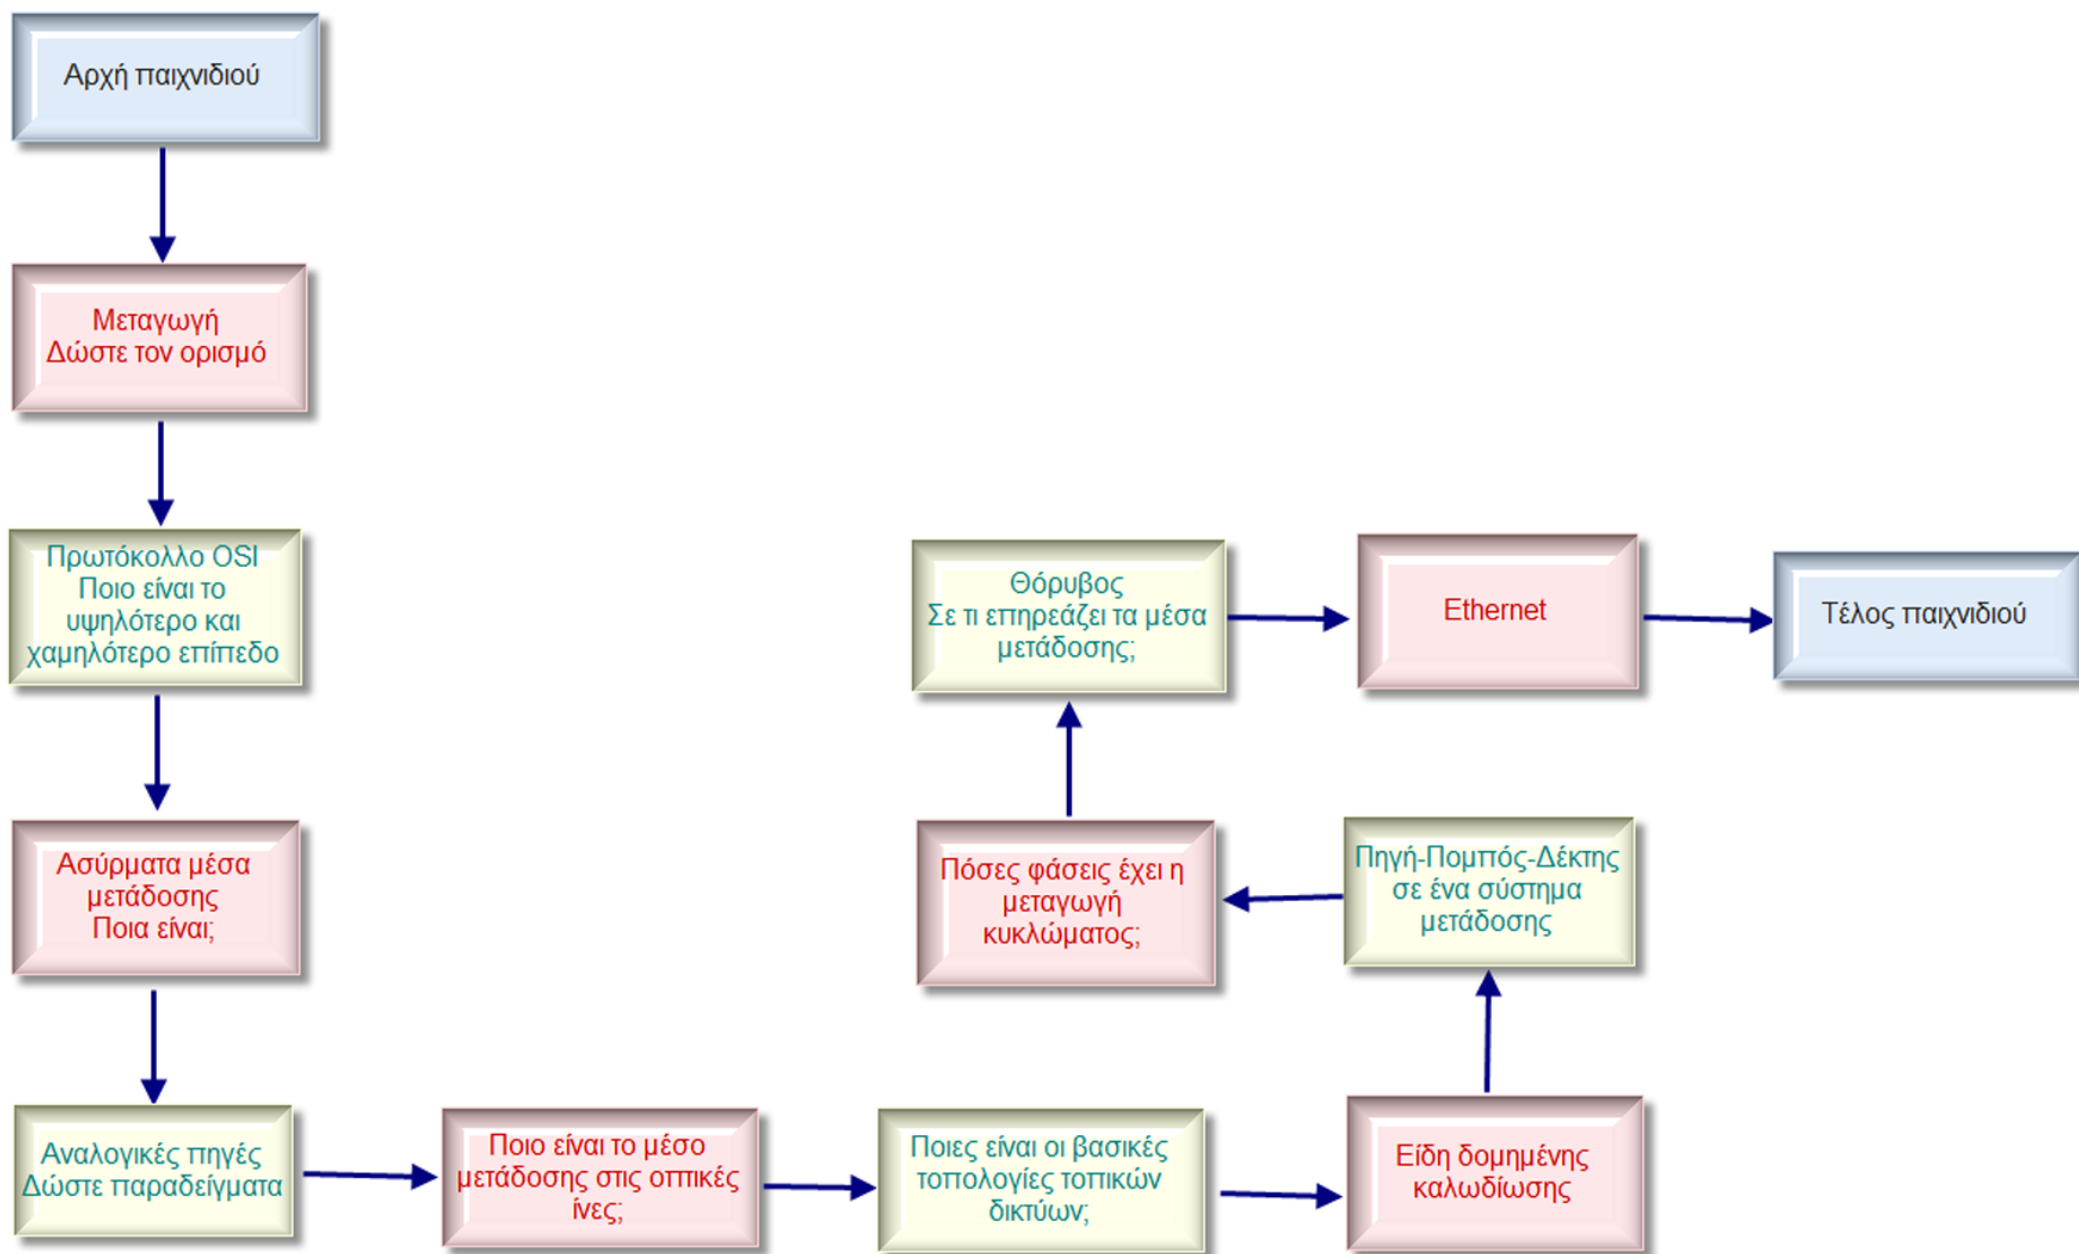 Αρχή παιχνιδιού
Μεταγωγή
Δώστε τον ορισμό
Πρωτόκολλο OSI
Ποιο είναι το
υψηλότερο και
χαμηλότερο επίπεδο
Ασύρματα μέσα
μετάδοσης
Ποια είναι;
Αναλογικές πηγές
Δώστε παραδείγματα
Ποιο είναι το μέσο
μετάδοσης στις οπτικές
ίνες;
Ποιες είναι οι βασικές
τοπολογίες τοπικών
δικτύων;
Είδη δομημένης
καλωδίωσης
Πηγή-Πομπός-Δέκτης
σε ένα σύστημα
μετάδοσης
Πόσες φάσεις έχει η
μεταγωγή
κυκλώματος;
Θόρυβος
Σε τι επηρεάζει τα μέσα
μετάδοσης;
Ethernet
Τέλος παιχνιδιού